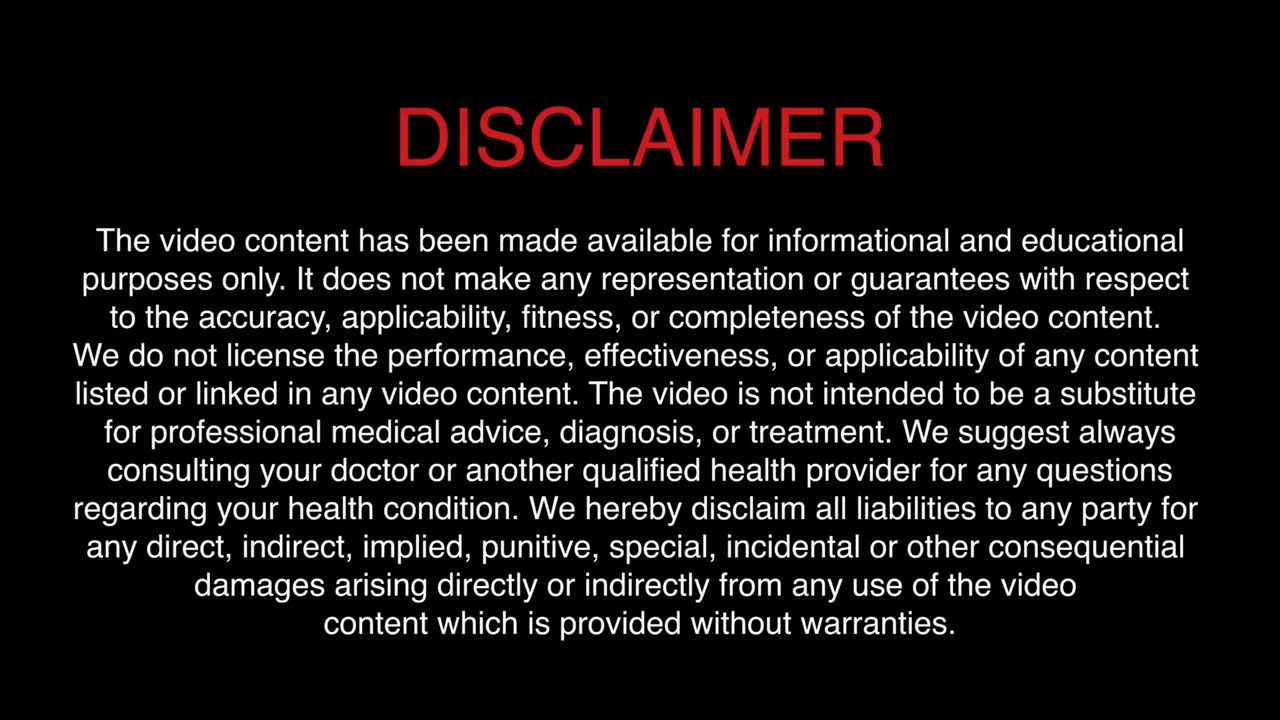 DISCLAIMER
The video content has been made available for informational and educational
purposes only. It does not make any representation or guarantees with respect
to the accuracy, applicability, fitness, or completeness of the video content.
We do not license the performance, effectiveness, or applicability of any content
listed or linked in any video content. The video is not intended to be a substitute
for professional medical advice, diagnosis, or treatment. We suggest always
consulting your doctor or another qualified health provider for any questions
regarding your health condition. We hereby disclaim all liabilities to any party for
any direct, indirect, implied, punitive, special, incidental or other consequential
damages arising directly or indirectly from any use of the video
content which is provided without warranties.